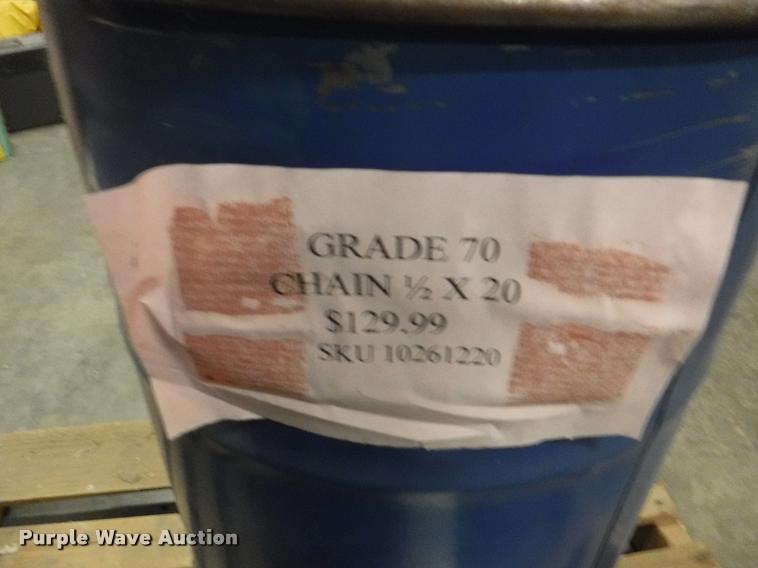 GRADE 70
CHAIN ½ X 20
$129.99
SKU 10261220
Purple Wave Auction